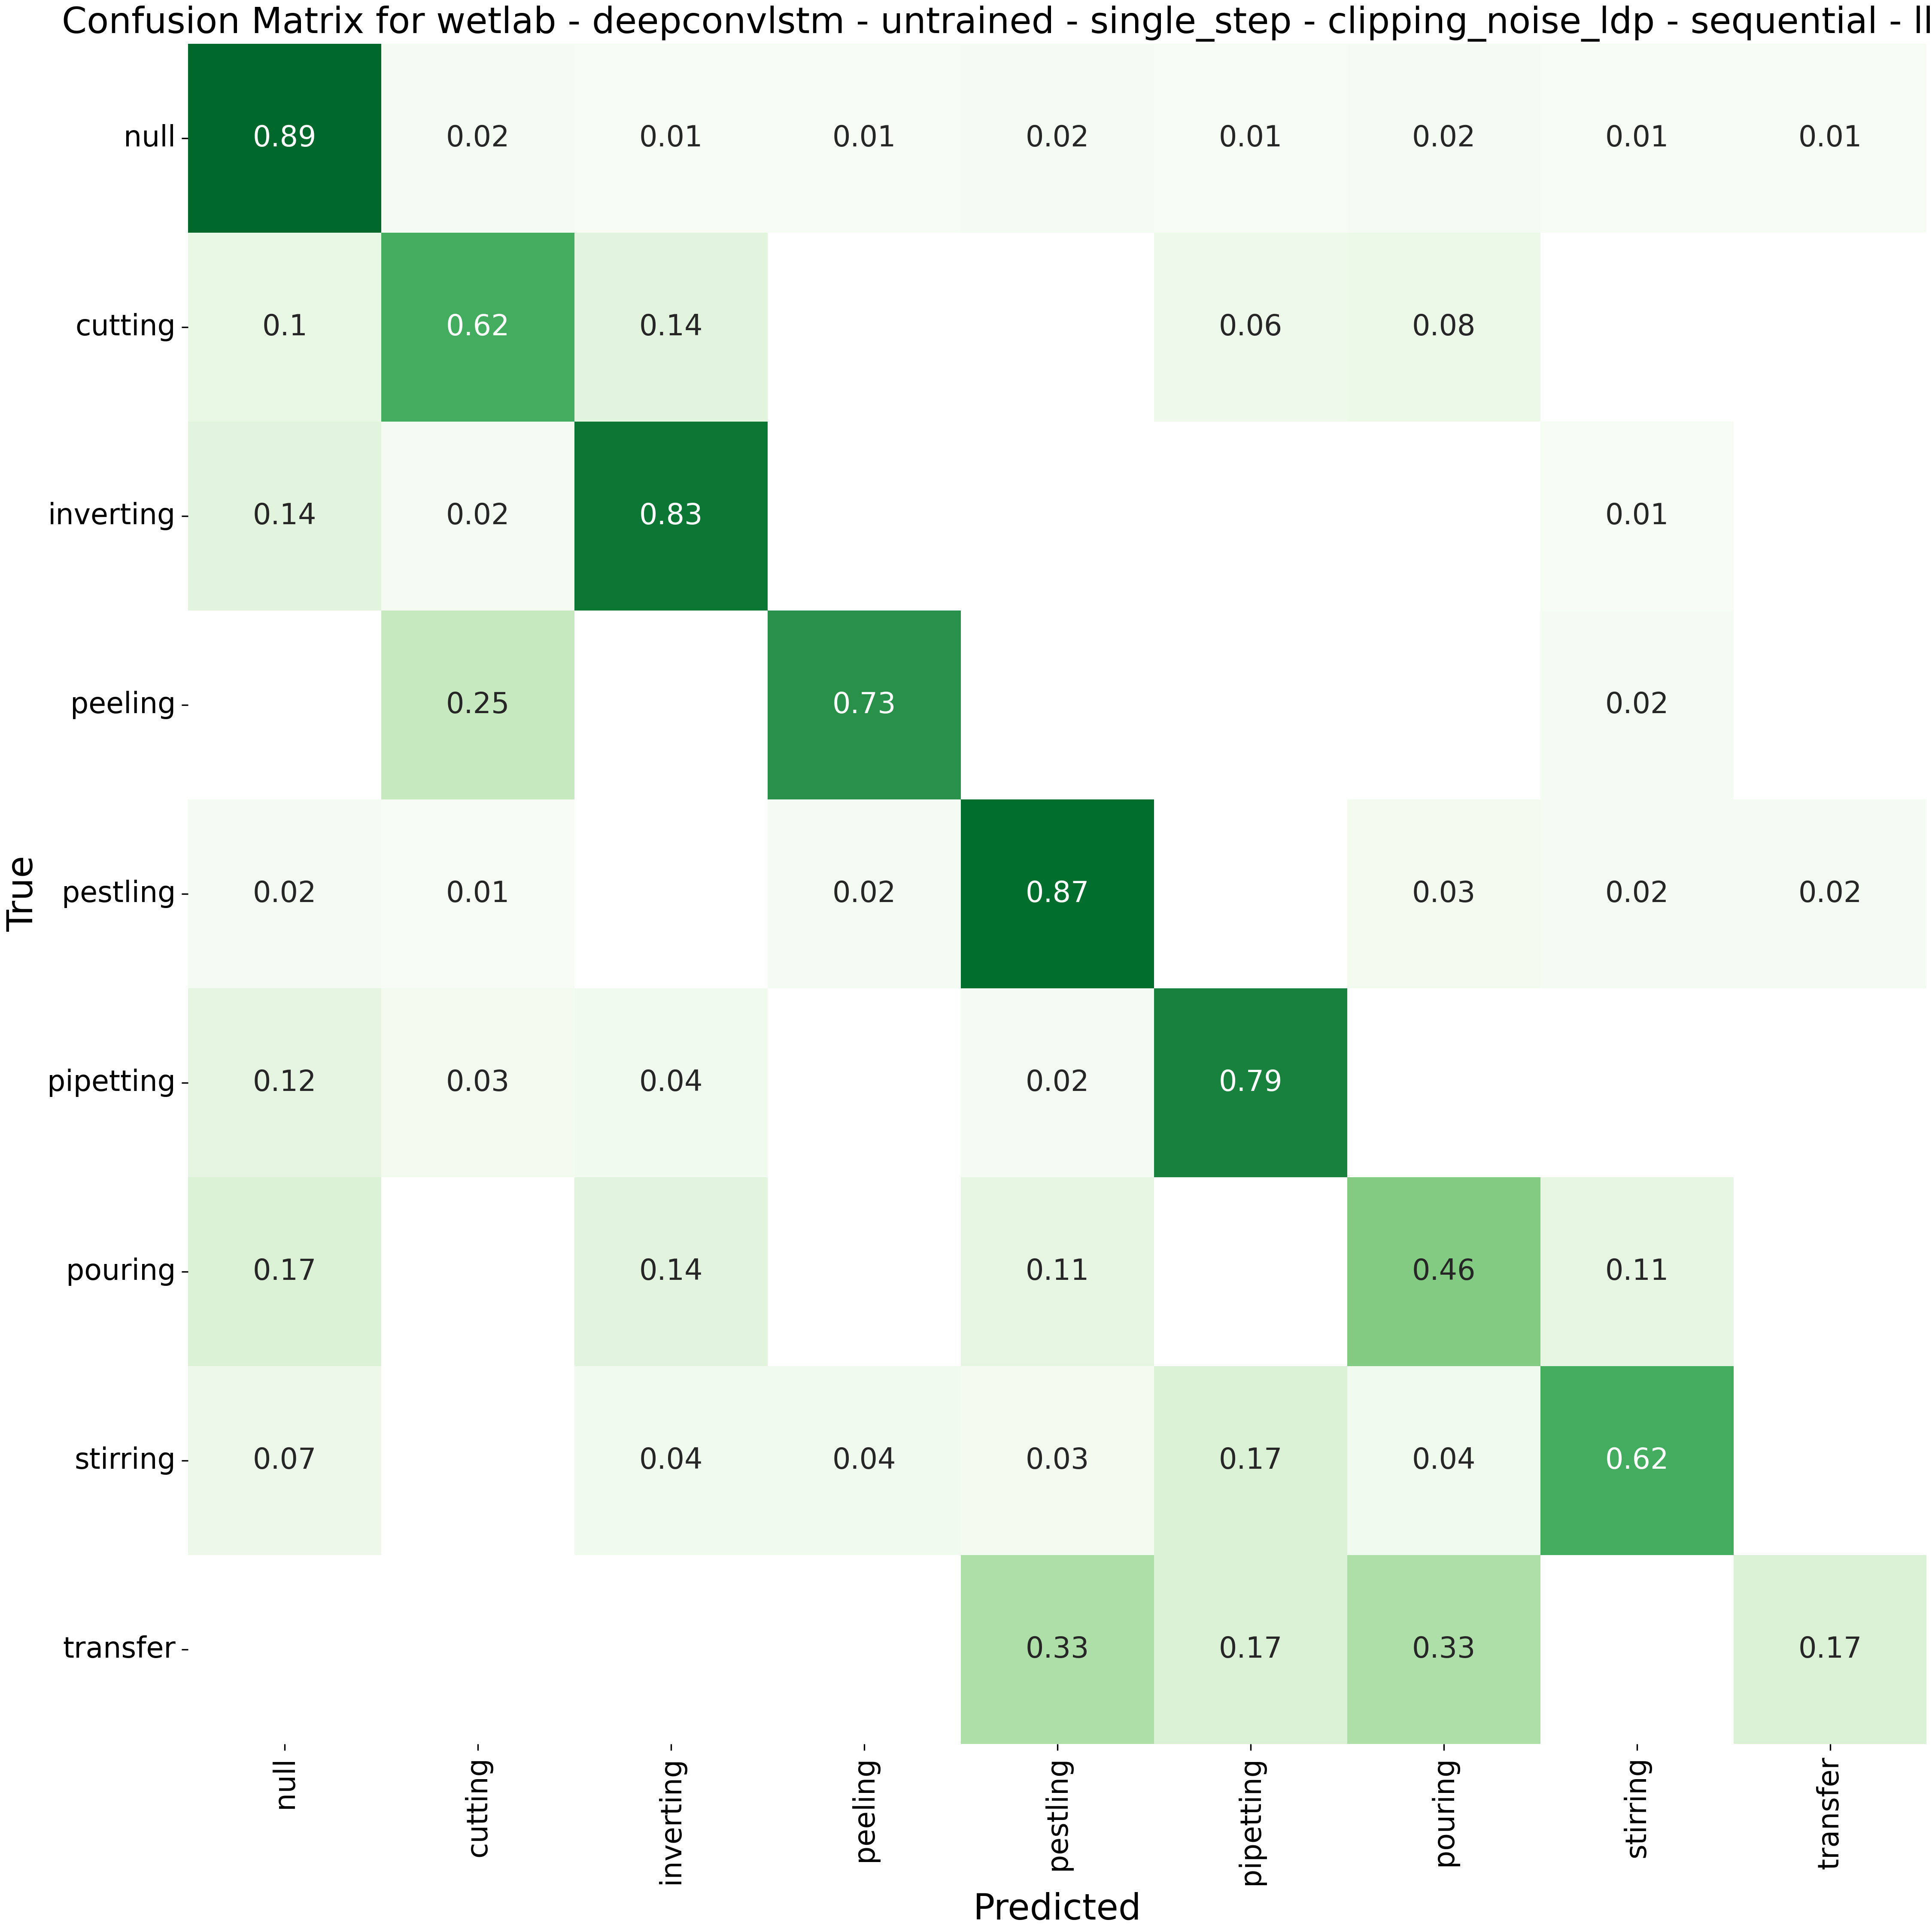 Confusion Matrix for wetlab - deepconvlstm - untrained - single_step - clipping_noise_ldp - sequential - ll
null 0.89 0.02 0.01 0.01 0.02 0.01 0.02 0.01 0.01
cutting 0.1 0.62 0.14 0.06 0.08
inverting 0.14 0.02 0.83 0.01
peeling 0.25 0.73 0.02
True
pestling 0.02 0.01 0.02 0.87 0.03 0.02 0.02
pipetting 0.12 0.03 0.04 0.02 0.79
pouring 0.17 0.14 0.11 0.46 0.11
stirring 0.07 0.04 0.04 0.03 0.17 0.04 0.62
transfer 0.33 0.17 0.33 0.17
null cutting inverting peeling pestling pipetting pouring stirring transfer
Predicted